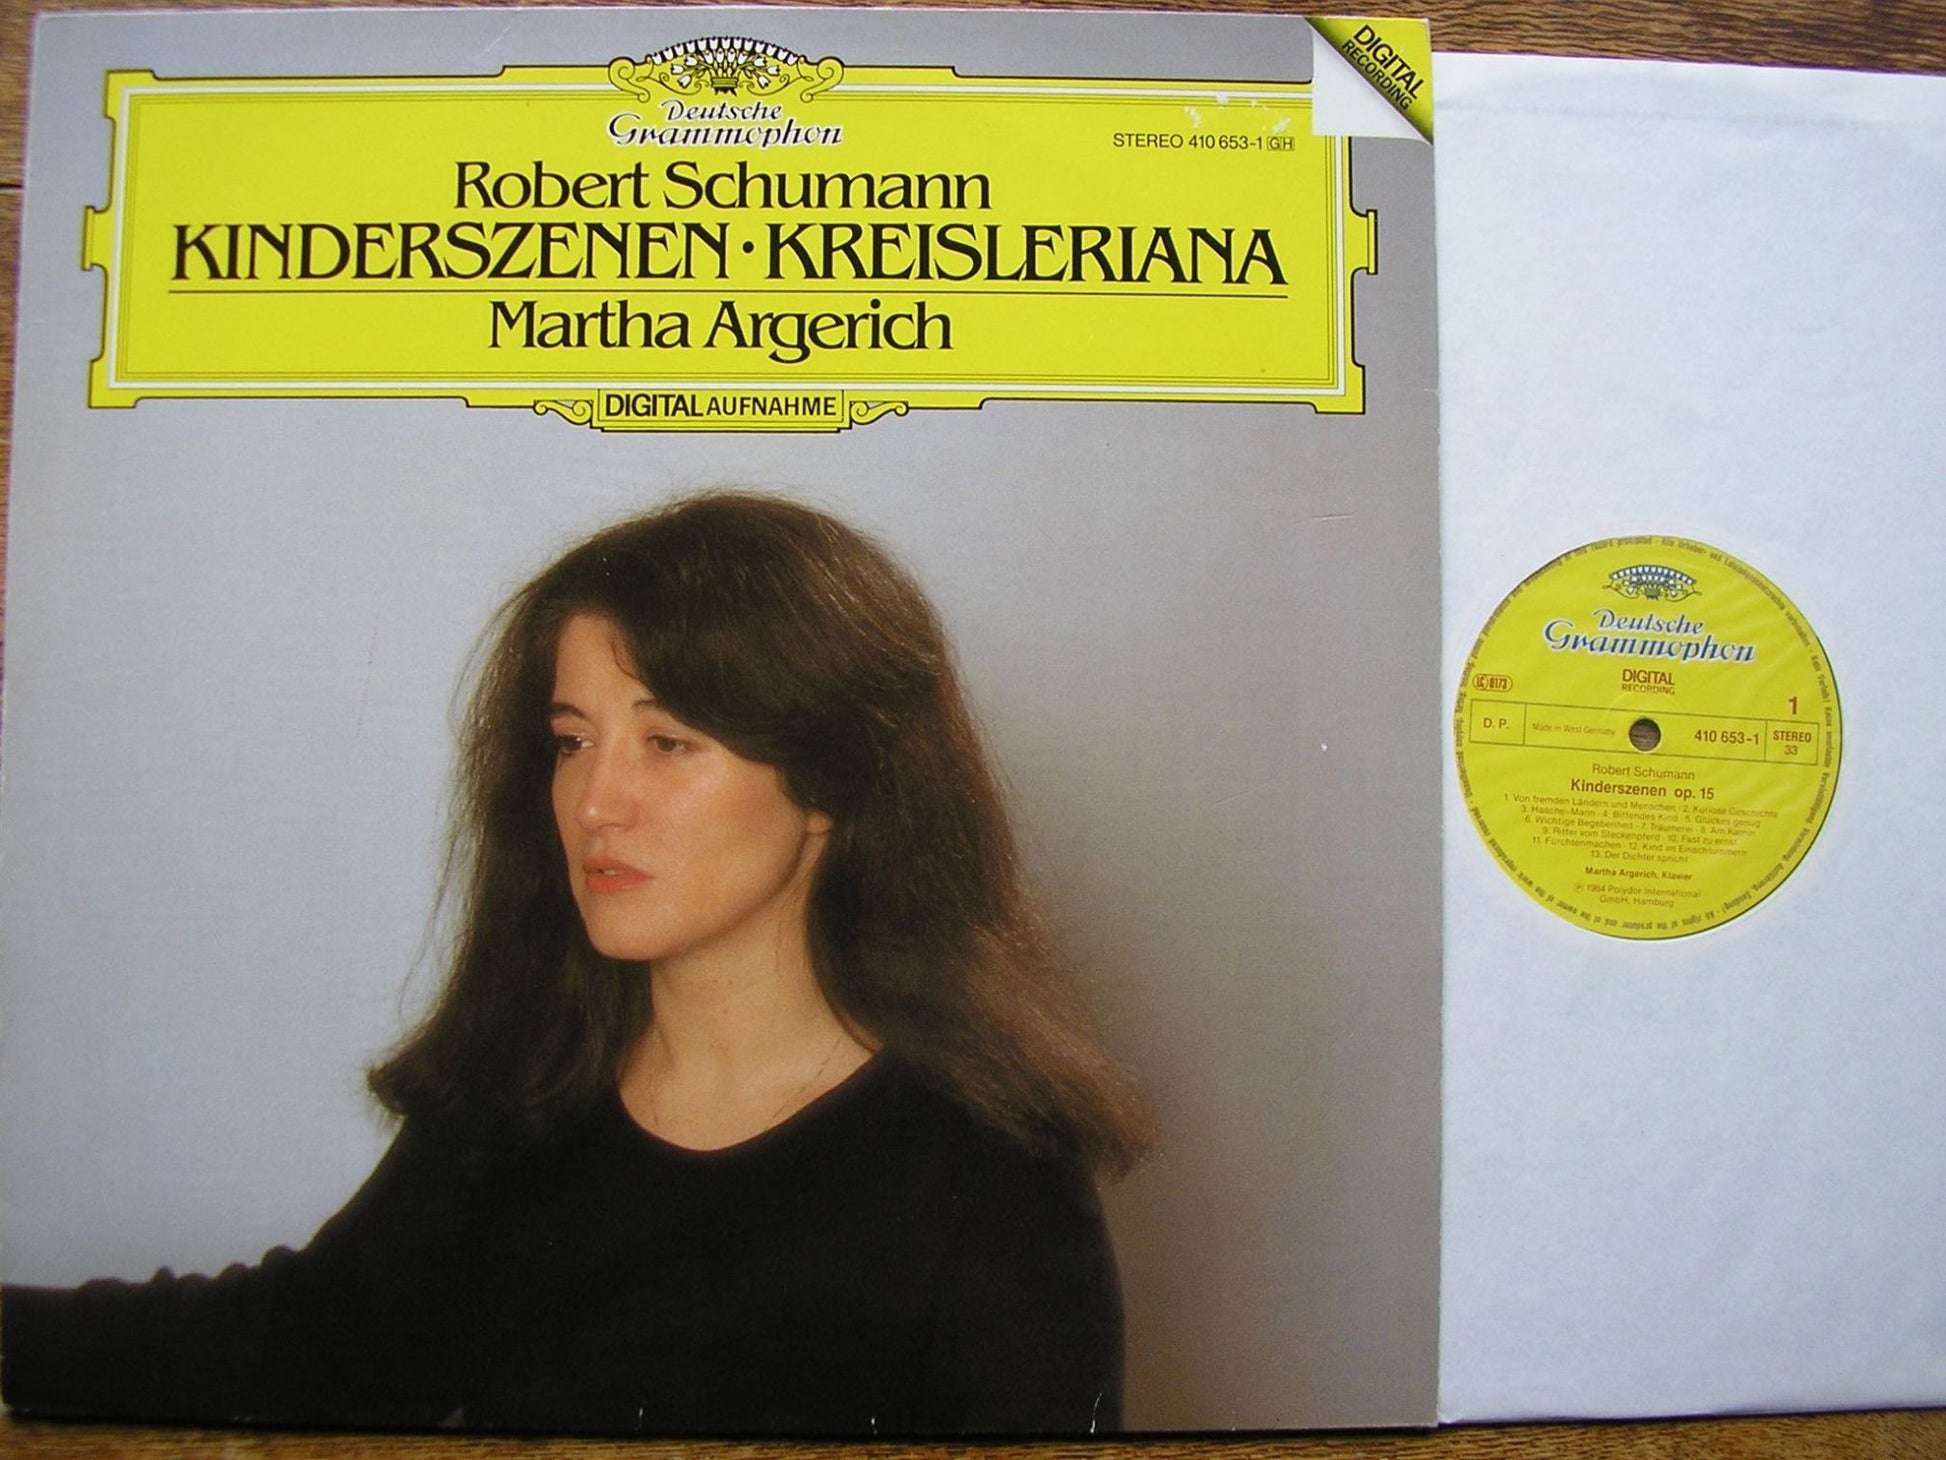 DIGITAL
RECORDING
Deutsche
Grammophon
STEREO 410 653-1 GH
Robert Schumann
KINDERSZENEN · KREISLERIANA
Martha Argerich
DIGITAL AUFNAHME
Deutsche
Grammophon
DIGITAL
RECORDING
LC 0173
1
D. P.
Made in West Germany
410 653-1
STEREO
33
Robert Schumann
Kinderszenen op. 15
1. Von fremden Ländern und Menschen · 2. Kuriose Geschichte
3. Hasche-Mann · 4. Bittendes Kind · 5. Glückes genug
6. Wichtige Begebenheit · 7. Träumerei · 8. Am Kamin
9. Ritter vom Steckenpferd · 10. Fast zu ernst
11. Fürchtenmachen · 12. Kind im Einschlummern
13. Der Dichter spricht
Martha Argerich, Klavier
℗ 1984 Polydor International
GmbH, Hamburg